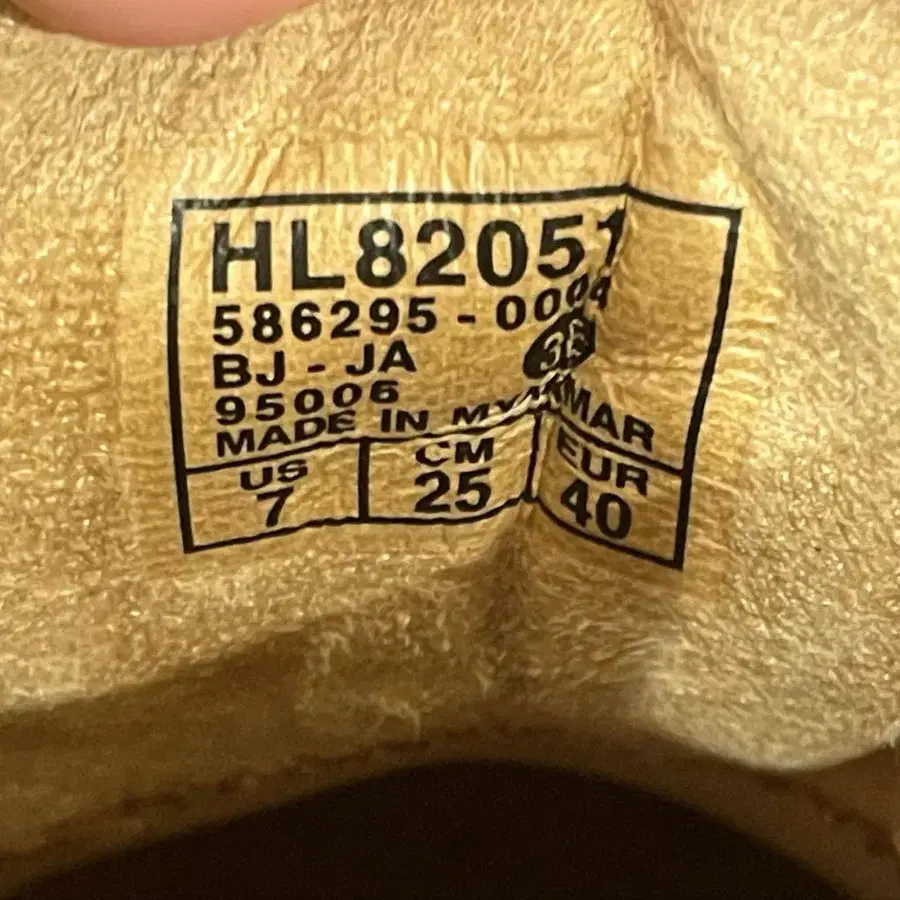 HL82051
586295 - 0004
BJ - JA
95006
MADE IN MYANMAR
US CM EUR
7 25 40